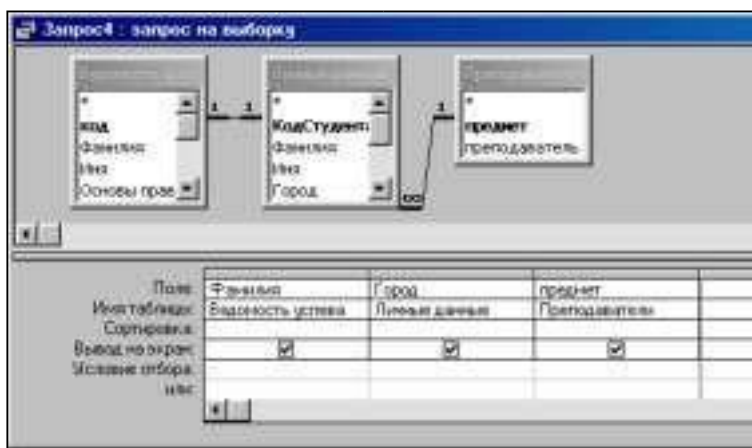 Запрос4 : запрос на выборку
*
код
Фамилия
Имя
Основы прав
1 1
*
КодСтудент
Фамилия
Имя
Город
∞
1
*
предмет
преподаватель
Поле: Фамилия Город предмет
Имя таблицы: Ведомость успева Личные данные Преподаватели
Сортировка:
Вывод на экран:
Условие отбора:
или: